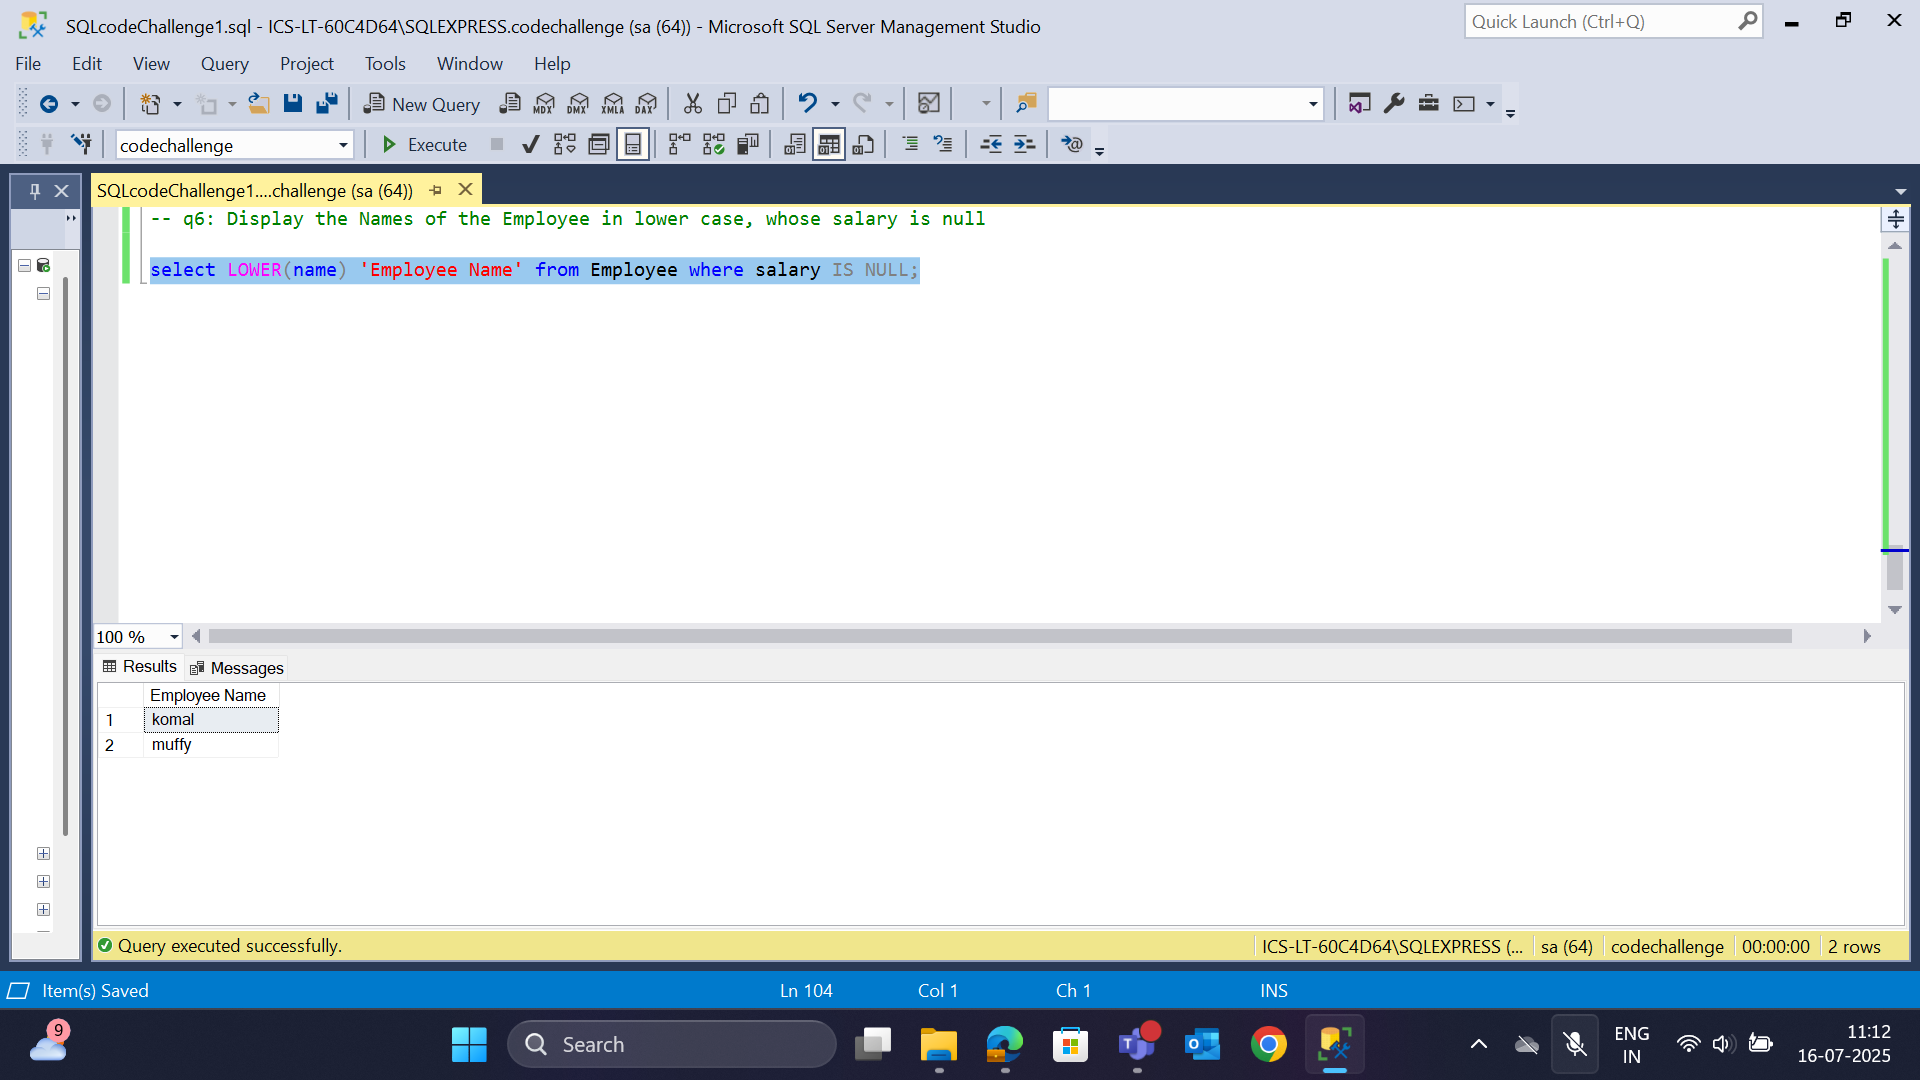 SQLcodeChallenge1.sql - ICS-LT-60C4D64\SQLEXPRESS.codechallenge (sa (64)) - Microsoft SQL Server Management Studio
Quick Launch (Ctrl+Q)
File Edit View Query Project Tools Window Help
New Query MDX DMX XMLA DAX
codechallenge
Execute
SQLcodeChallenge1....challenge (sa (64))
-- q6: Display the Names of the Employee in lower case, whose salary is null
select LOWER(name) 'Employee Name' from Employee where salary IS NULL;
100 %
Results Messages
Employee Name
1 komal
2 muffy
Query executed successfully.
ICS-LT-60C4D64\SQLEXPRESS (... sa (64) codechallenge 00:00:00 2 rows
Item(s) Saved
Ln 104 Col 1 Ch 1 INS
9
Search
ENG
IN
11:12
16-07-2025